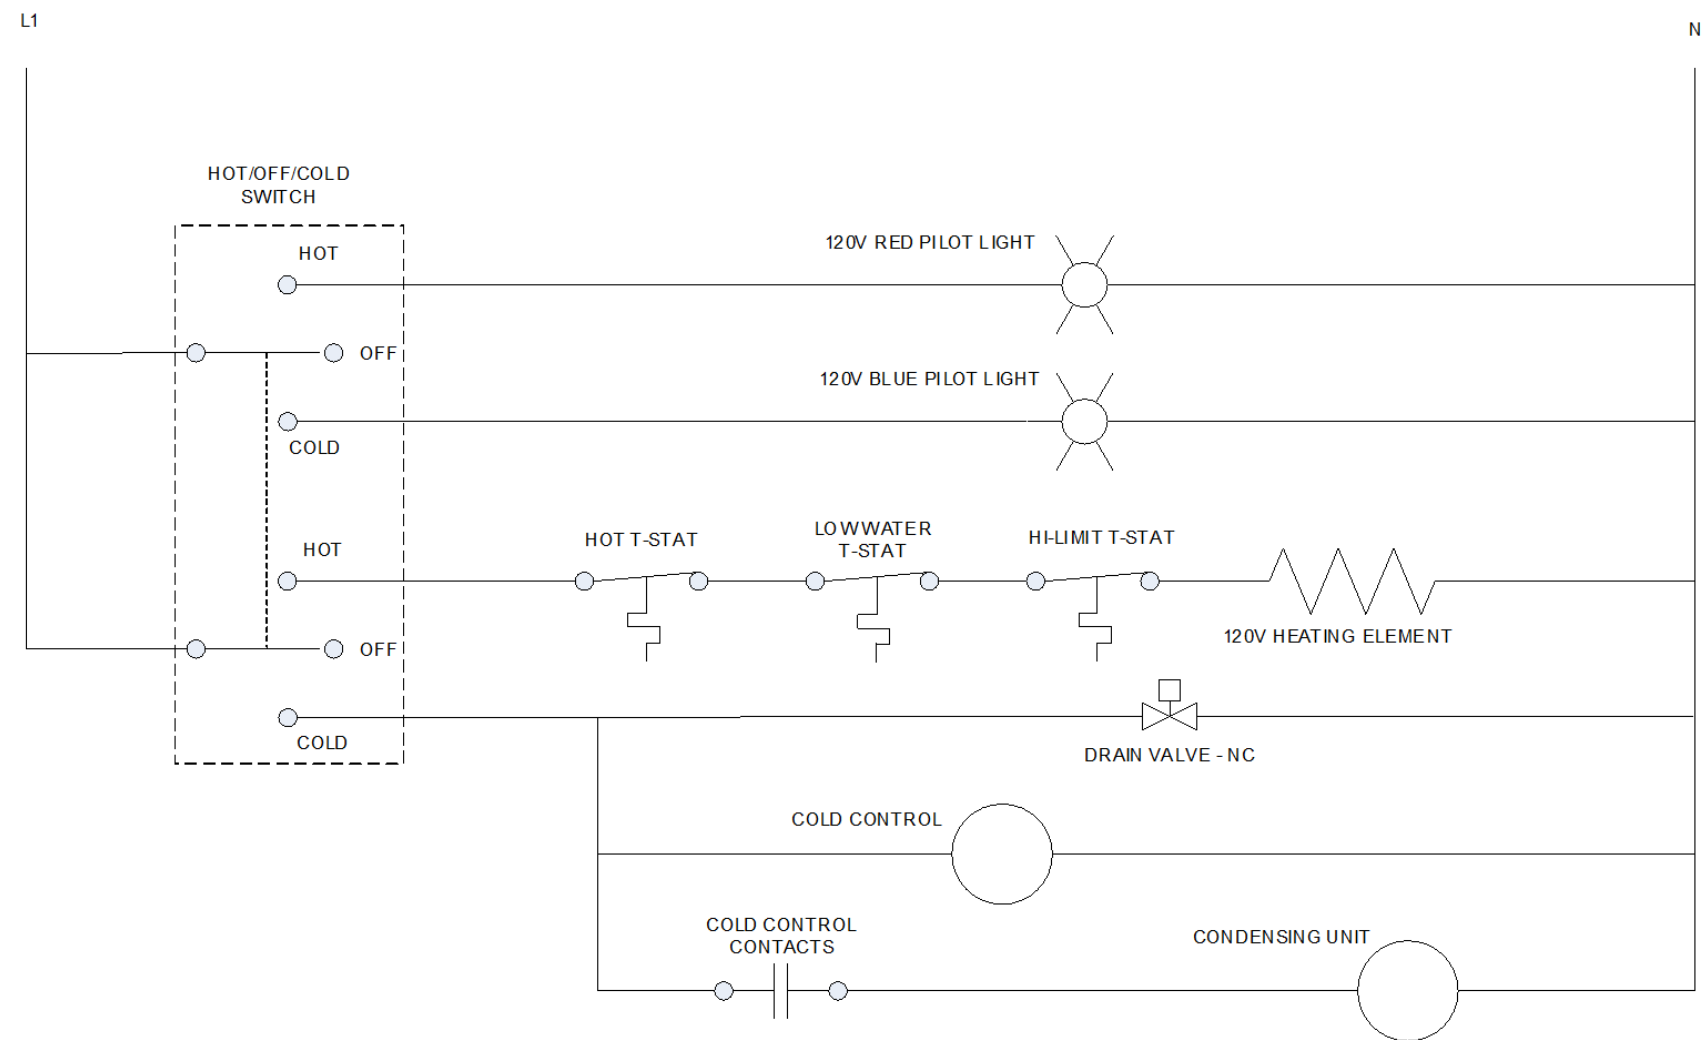 L1
N
HOT/OFF/COLD
SWITCH
HOT
120V RED PILOT LIGHT
OFF
120V BLUE PILOT LIGHT
COLD
HOT
HOT T-STAT
LOW WATER
T-STAT
HI-LIMIT T-STAT
OFF
120V HEATING ELEMENT
COLD
DRAIN VALVE - NC
COLD CONTROL
COLD CONTROL
CONTACTS
CONDENSING UNIT